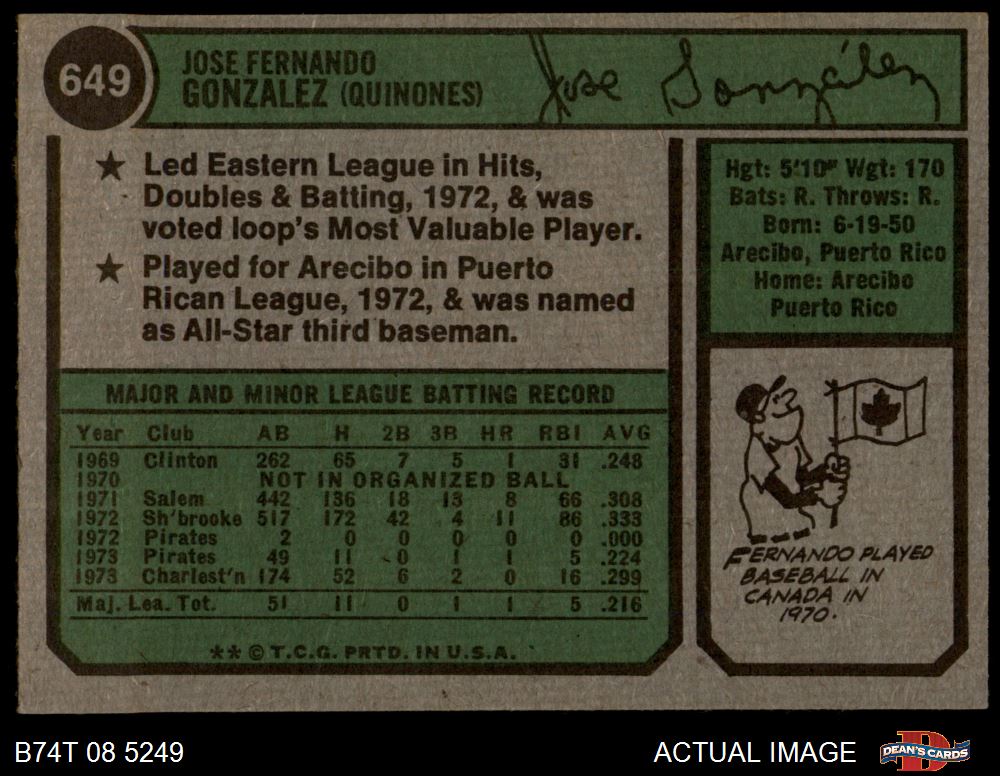 649
JOSE FERNANDO
GONZALEZ (QUINONES)
Jose González
★ Led Eastern League in Hits,
Doubles & Batting, 1972, & was
voted loop's Most Valuable Player.
★ Played for Arecibo in Puerto
Rican League, 1972, & was named
as All-Star third baseman.
Hgt: 5'10" Wgt: 170
Bats: R. Throws: R.
Born: 6-19-50
Arecibo, Puerto Rico
Home: Arecibo
Puerto Rico
MAJOR AND MINOR LEAGUE BATTING RECORD
Year Club AB H 2B 3B HR RBI AVG
1969 Clinton 262 65 7 5 1 31 .248
1970 NOT IN ORGANIZED BALL
1971 Salem 442 136 18 13 8 66 .308
1972 Sh'brooke 517 172 42 4 11 86 .333
1972 Pirates 2 0 0 0 0 0 .000
1973 Pirates 49 11 0 1 1 5 .224
1973 Charlest'n 174 52 6 2 0 16 .299
Maj. Lea. Tot. 51 11 0 1 1 5 .216
** © T.C.G. PRTD. IN U.S.A.
FERNANDO PLAYED
BASEBALL IN
CANADA IN
1970.
B74T 08 5249
ACTUAL IMAGE
D
DEAN'S CARDS